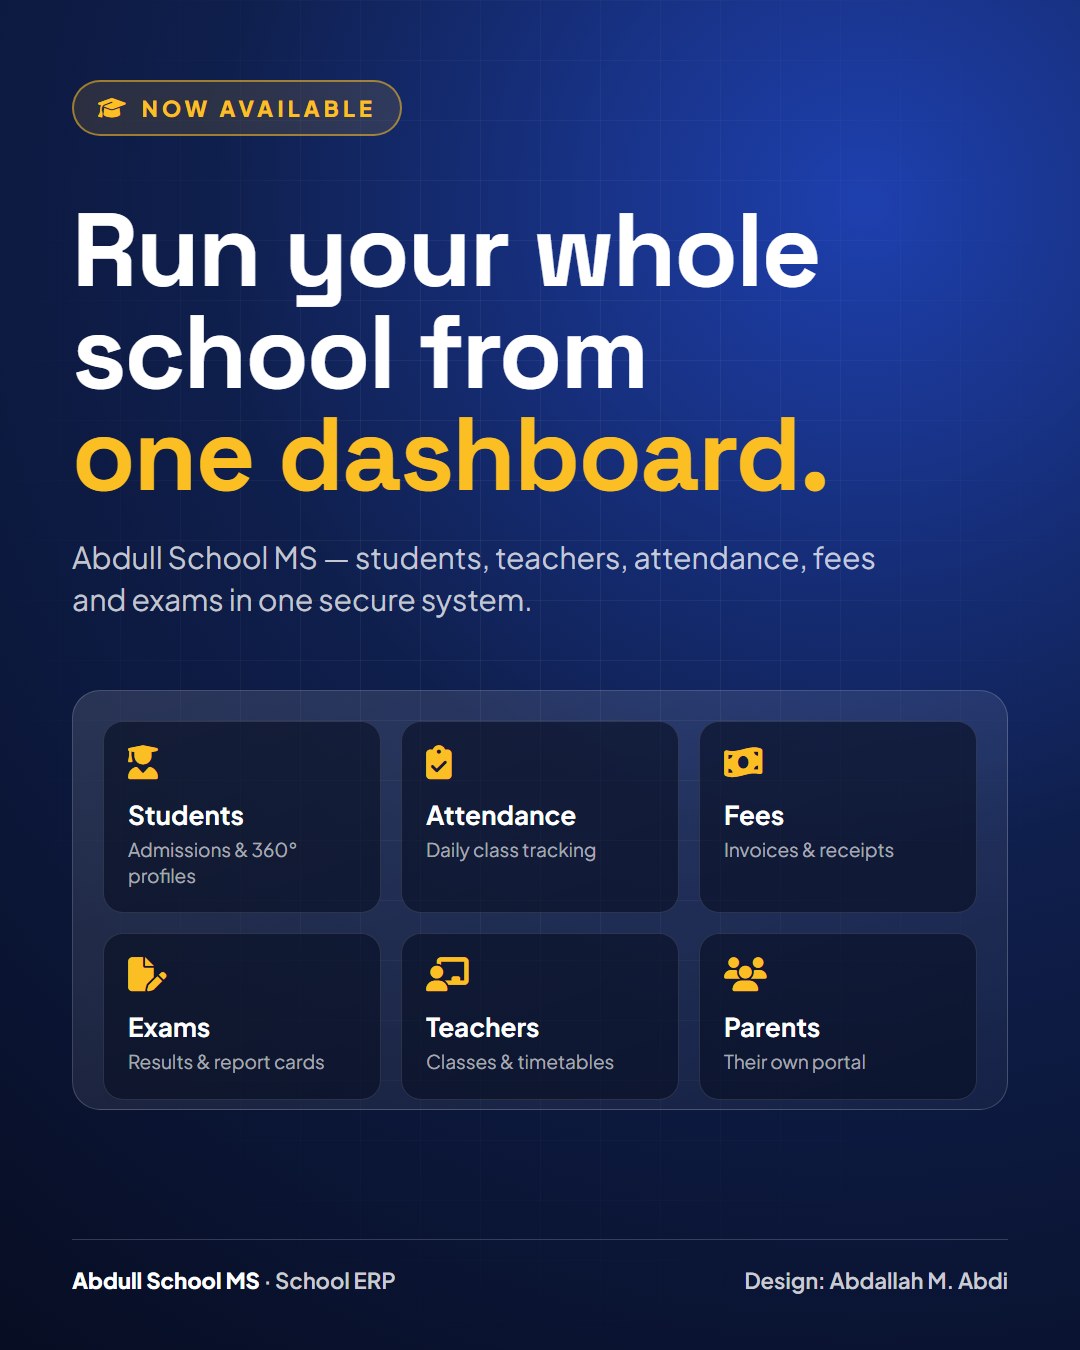 NOW AVAILABLE
Run your whole
school from
one dashboard.
Abdull School MS — students, teachers, attendance, fees
and exams in one secure system.
Students
Admissions & 360°
profiles
Attendance
Daily class tracking
Fees
Invoices & receipts
Exams
Results & report cards
Teachers
Classes & timetables
Parents
Their own portal
Abdull School MS · School ERP
Design: Abdallah M. Abdi